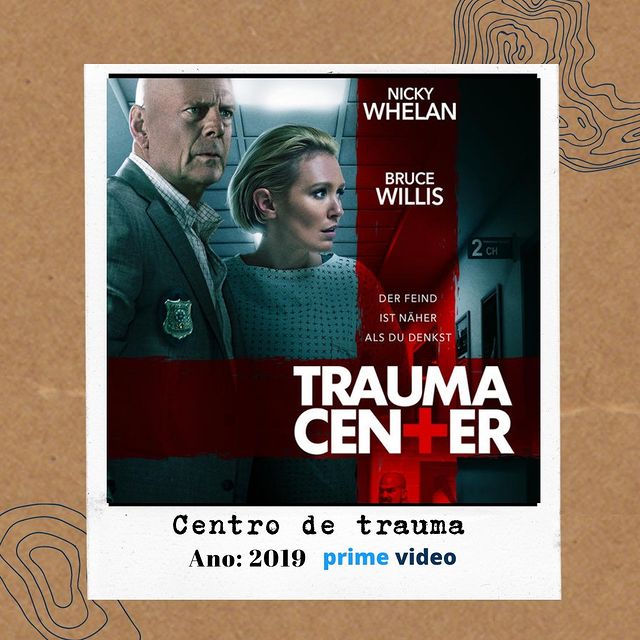 NICKY
WHELAN
BRUCE
WILLIS
2 CH
DER FEIND
IST NÄHER
ALS DU DENKST
TRAUMA
CENTER
Centro de trauma
Ano: 2019 prime video